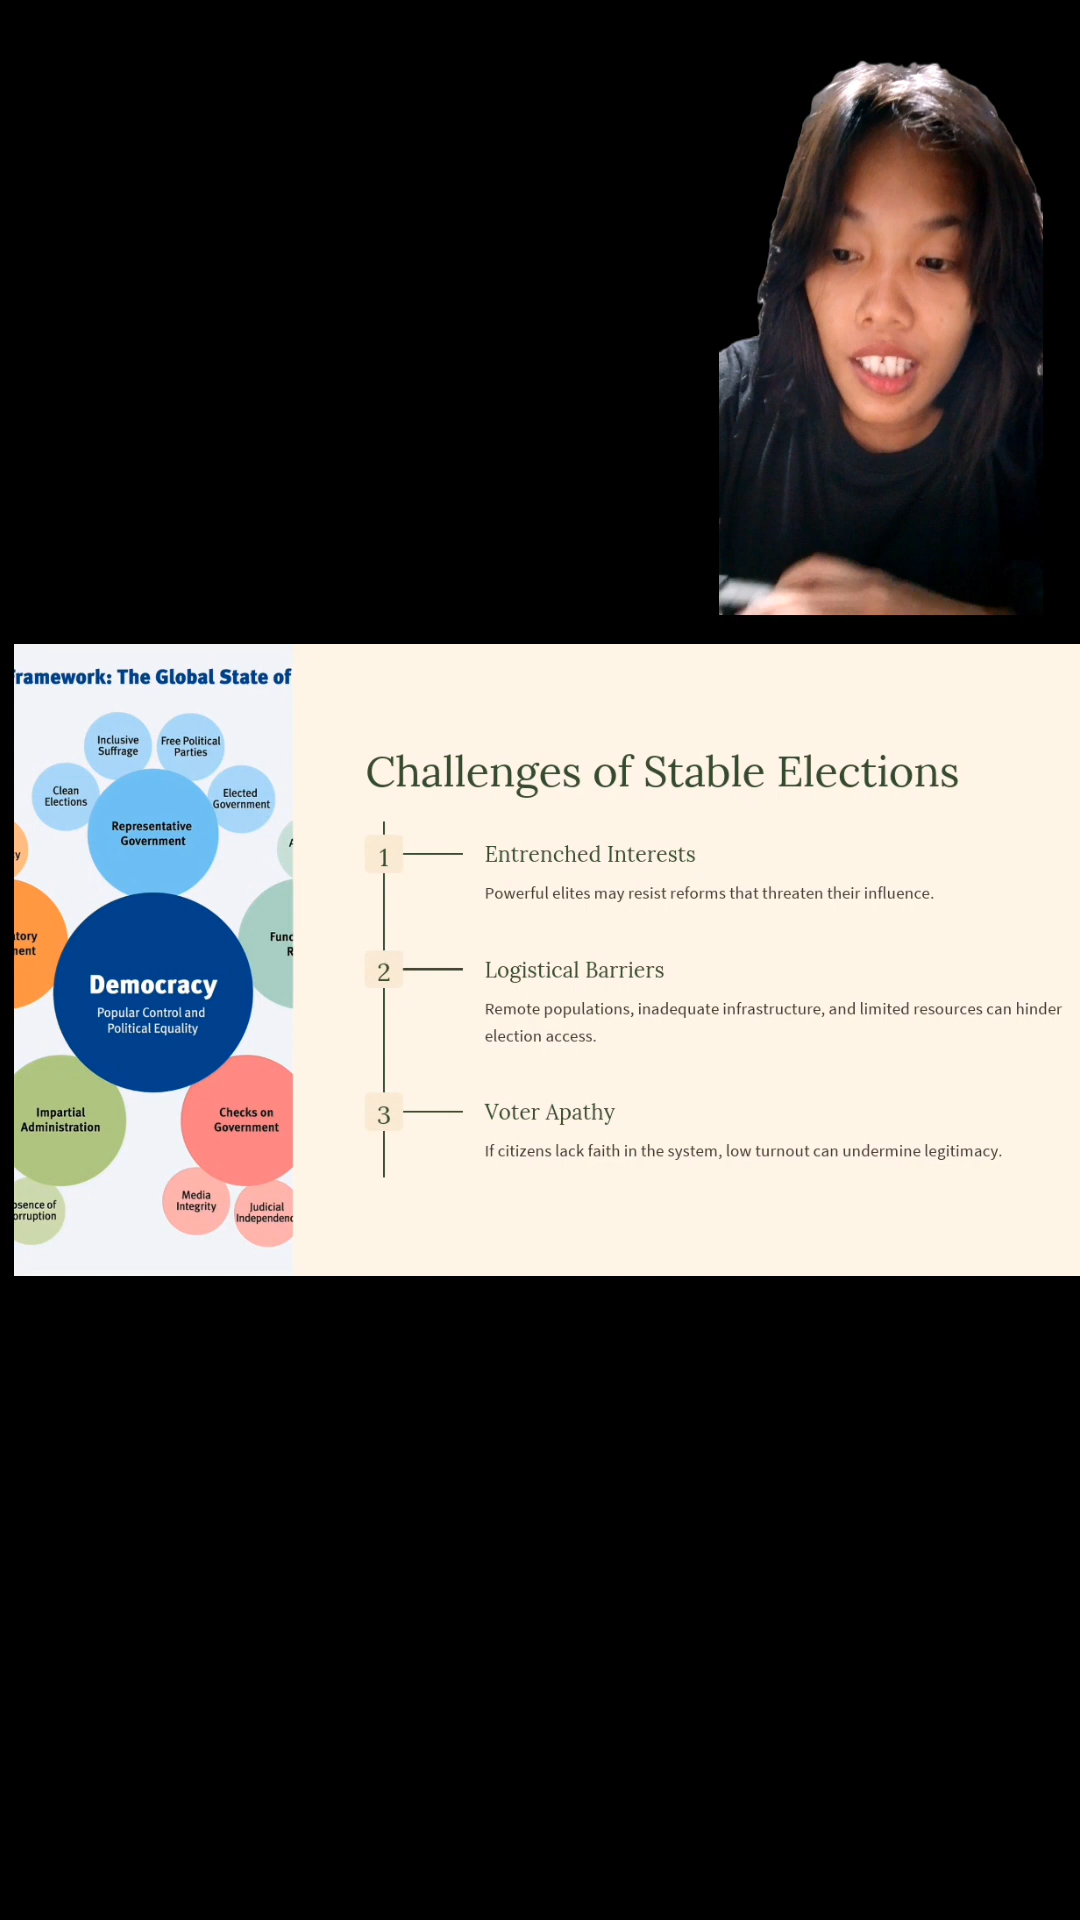 ramework: The Global State of
Inclusive
Suffrage
Free Political
Parties
Clean
Elections
Elected
Government
Representative
Government
Democracy
Popular Control and
Political Equality
Impartial
Administration
Checks on
Government
Media
Integrity
Judicial
Independenc
Challenges of Stable Elections
1
Entrenched Interests
Powerful elites may resist reforms that threaten their influence.
2
Logistical Barriers
Remote populations, inadequate infrastructure, and limited resources can hinder
election access.
3
Voter Apathy
If citizens lack faith in the system, low turnout can undermine legitimacy.